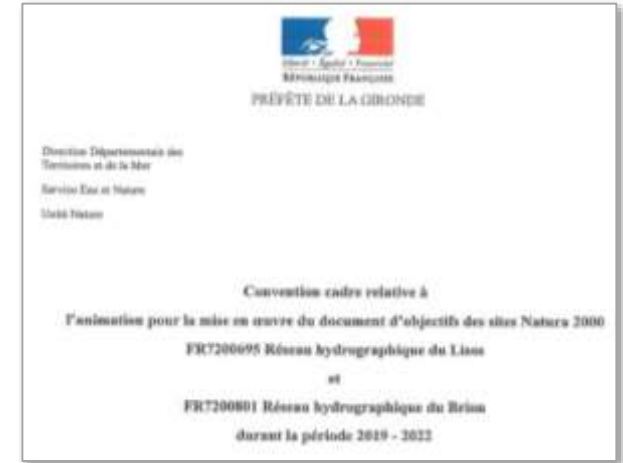 Liberté • Égalité • Fraternité
RÉPUBLIQUE FRANÇAISE
PRÉFÈTE DE LA GIRONDE
Direction Départementale des
Territoires et de la Mer
Service Eau et Nature
Unité Nature
Convention cadre relative à
l'animation pour la mise en œuvre du document d'objectifs des sites Natura 2000
FR7200695 Réseau hydrographique du Lisos
et
FR7200801 Réseau hydrographique du Brion
durant la période 2019 - 2022